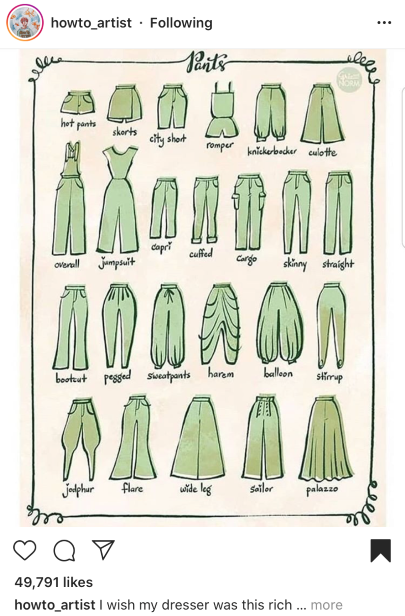 howto_artist · Following
Pants
hot pants skorts city short romper knickerbocker culotte
overall jumpsuit capri cuffed cargo skinny straight
bootcut pegged sweatpants harem balloon stirrup
jodphur flare wide leg sailor palazzo
49,791 likes
howto_artist I wish my dresser was this rich ... more